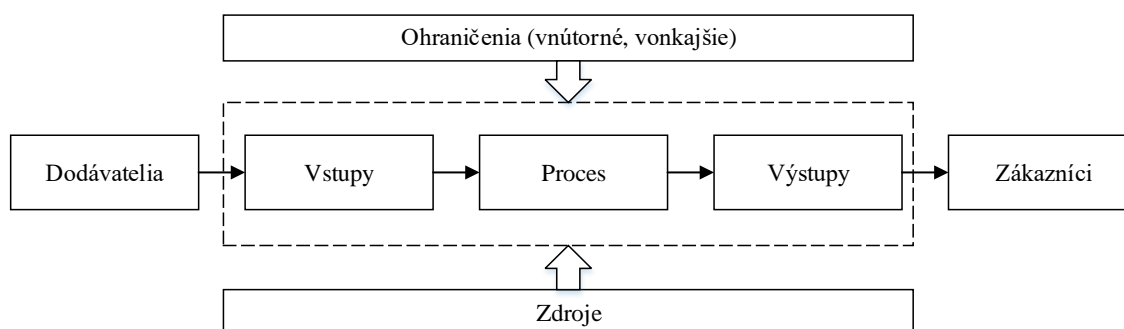 Ohraničenia (vnútorné, vonkajšie)
Dodávatelia
Vstupy
Proces
Výstupy
Zákazníci
Zdroje